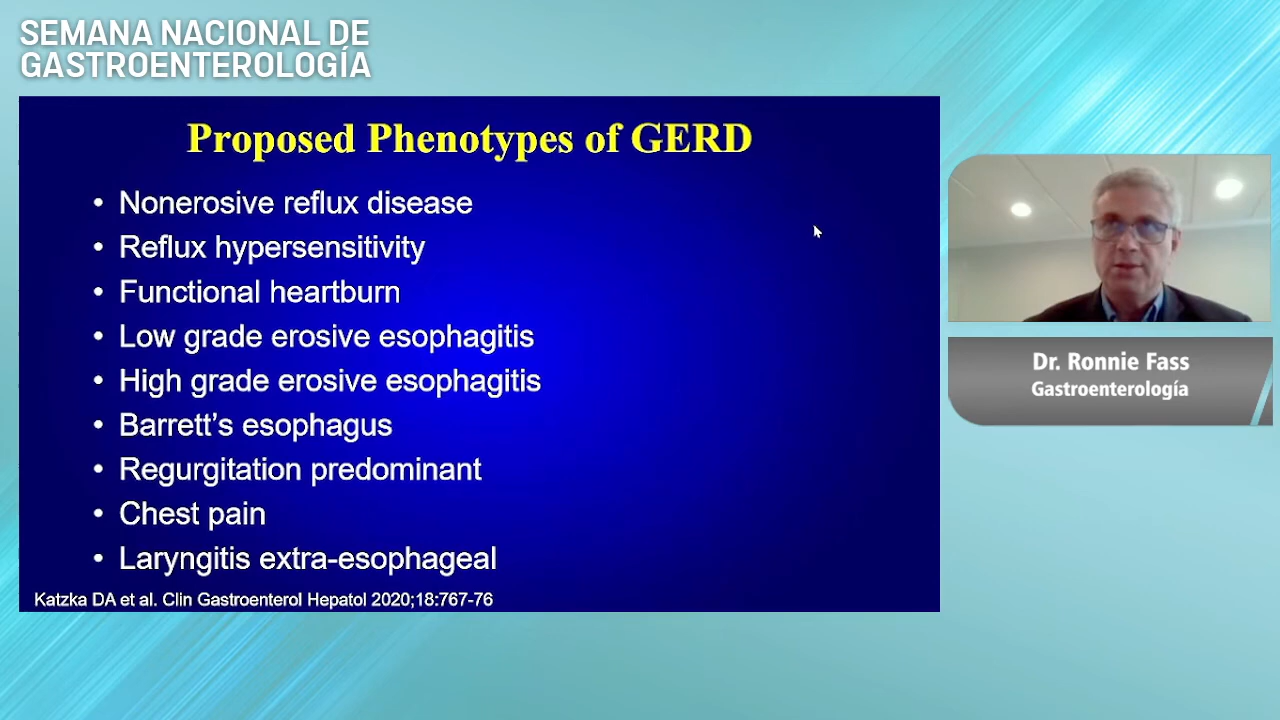 SEMANA NACIONAL DE
GASTROENTEROLOGÍA
Proposed Phenotypes of GERD
• Nonerosive reflux disease
• Reflux hypersensitivity
• Functional heartburn
• Low grade erosive esophagitis
• High grade erosive esophagitis
• Barrett’s esophagus
• Regurgitation predominant
• Chest pain
• Laryngitis extra-esophageal
Katzka DA et al. Clin Gastroenterol Hepatol 2020;18:767-76
Dr. Ronnie Fass
Gastroenterología